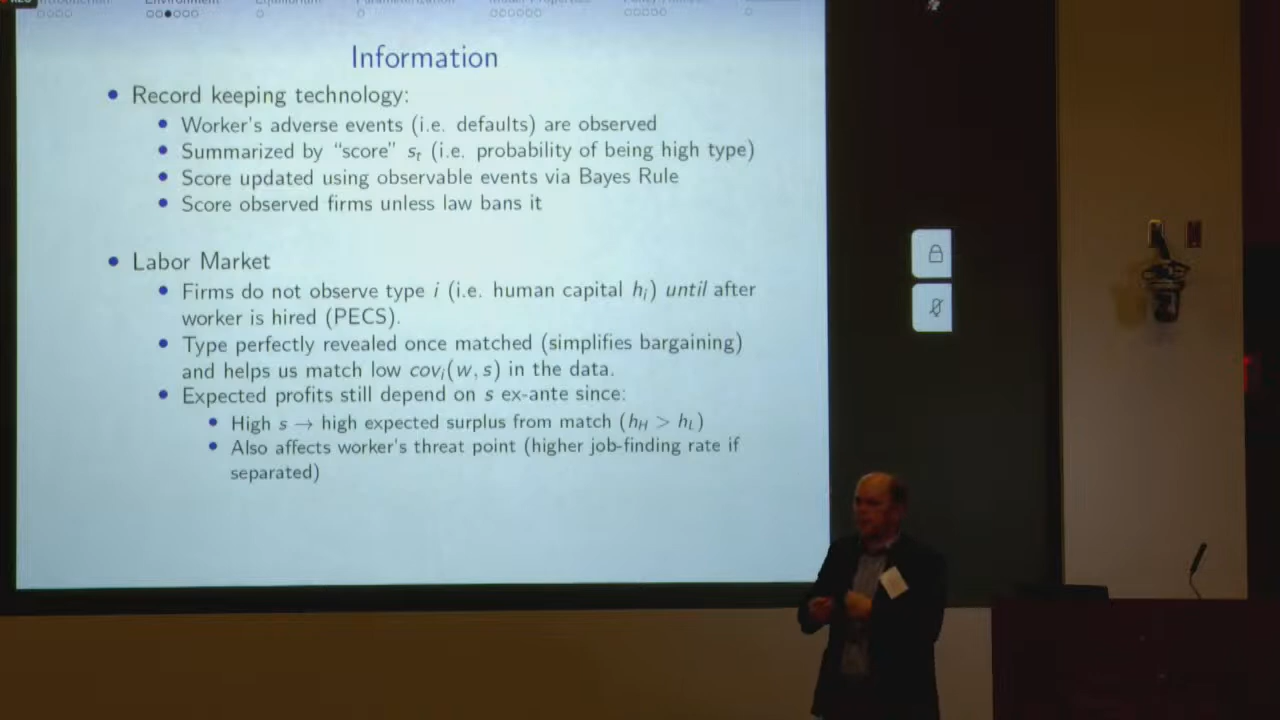 Information
• Record keeping technology:
• Worker's adverse events (i.e. defaults) are observed
• Summarized by “score” s_t (i.e. probability of being high type)
• Score updated using observable events via Bayes Rule
• Score observed firms unless law bans it
• Labor Market
• Firms do not observe type i (i.e. human capital h_i) until after
worker is hired (PECS).
• Type perfectly revealed once matched (simplifies bargaining)
and helps us match low cov_i(w, s) in the data.
• Expected profits still depend on s ex-ante since:
• High s → high expected surplus from match (h_H > h_L)
• Also affects worker's threat point (higher job-finding rate if
separated)